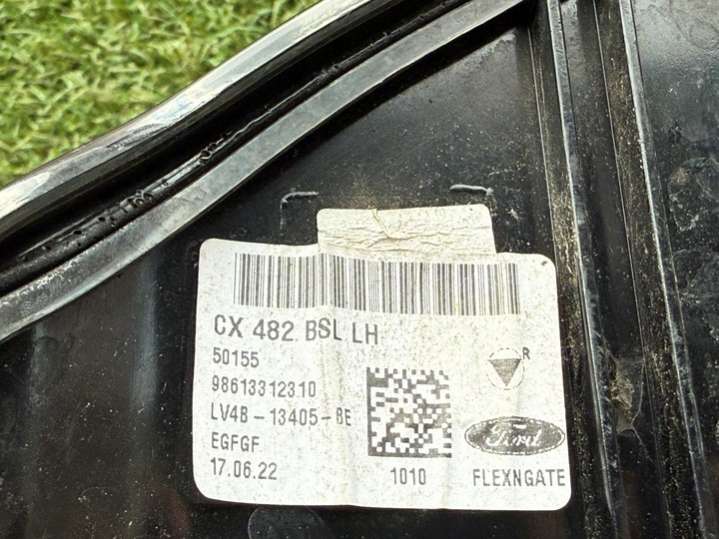 CX 482 BSL LH
50155
98613312310
LV4B-13405-BE
EGFGF
17.06.22
1010
R
Ford
FLEXNGATE